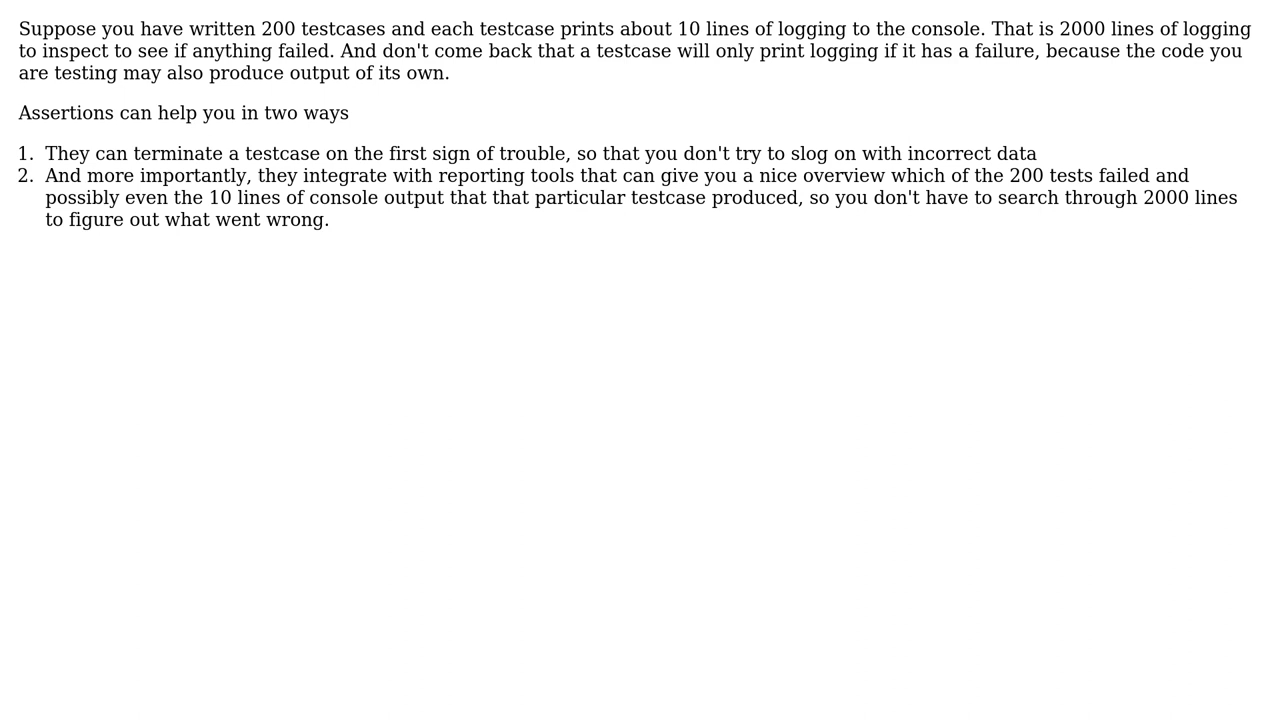 Suppose you have written 200 testcases and each testcase prints about 10 lines of logging to the console. That is 2000 lines of logging
to inspect to see if anything failed. And don't come back that a testcase will only print logging if it has a failure, because the code you
are testing may also produce output of its own.
Assertions can help you in two ways
1. They can terminate a testcase on the first sign of trouble, so that you don't try to slog on with incorrect data
2. And more importantly, they integrate with reporting tools that can give you a nice overview which of the 200 tests failed and
possibly even the 10 lines of console output that that particular testcase produced, so you don't have to search through 2000 lines
to figure out what went wrong.